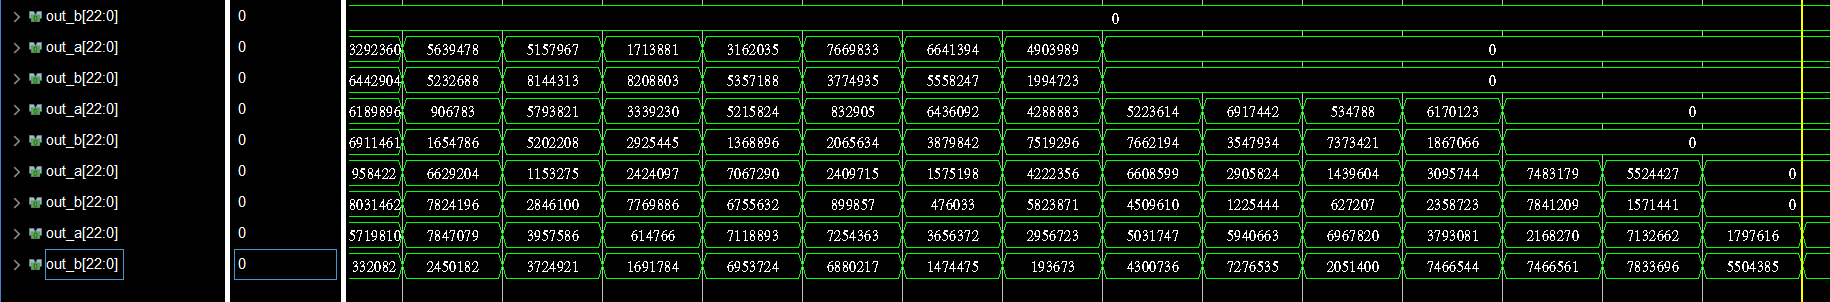 out_b[22:0] 0 0
out_a[22:0] 0 3292360 5639478 5157967 1713881 3162035 7669833 6641394 4903989 0
out_b[22:0] 0 6442904 5232688 8144313 8208803 5357188 3774935 5558247 1994723 0
out_a[22:0] 0 6189896 906783 5793821 3339230 5215824 832905 6436092 4288883 5223614 6917442 534788 6170123 0
out_b[22:0] 0 6911461 1654786 5202208 2925445 1368896 2065634 3879842 7519296 7662194 3547934 7373421 1867066 0
out_a[22:0] 0 958422 6629204 1153275 2424097 7067290 2409715 1575198 4222356 6608599 2905824 1439604 3095744 7483179 5524427 0
out_b[22:0] 0 8031462 7824196 2846100 7769886 6755632 899857 476033 5823871 4509610 1225444 627207 2358723 7841209 1571441 0
out_a[22:0] 0 5719810 7847079 3957586 614766 7118893 7254363 3656372 2956723 5031747 5940663 6967820 3793081 2168270 7132662 1797616
out_b[22:0] 0 332082 2450182 3724921 1691784 6953724 6880217 1474475 193673 4300736 7276535 2051400 7466544 7466561 7833696 5504385